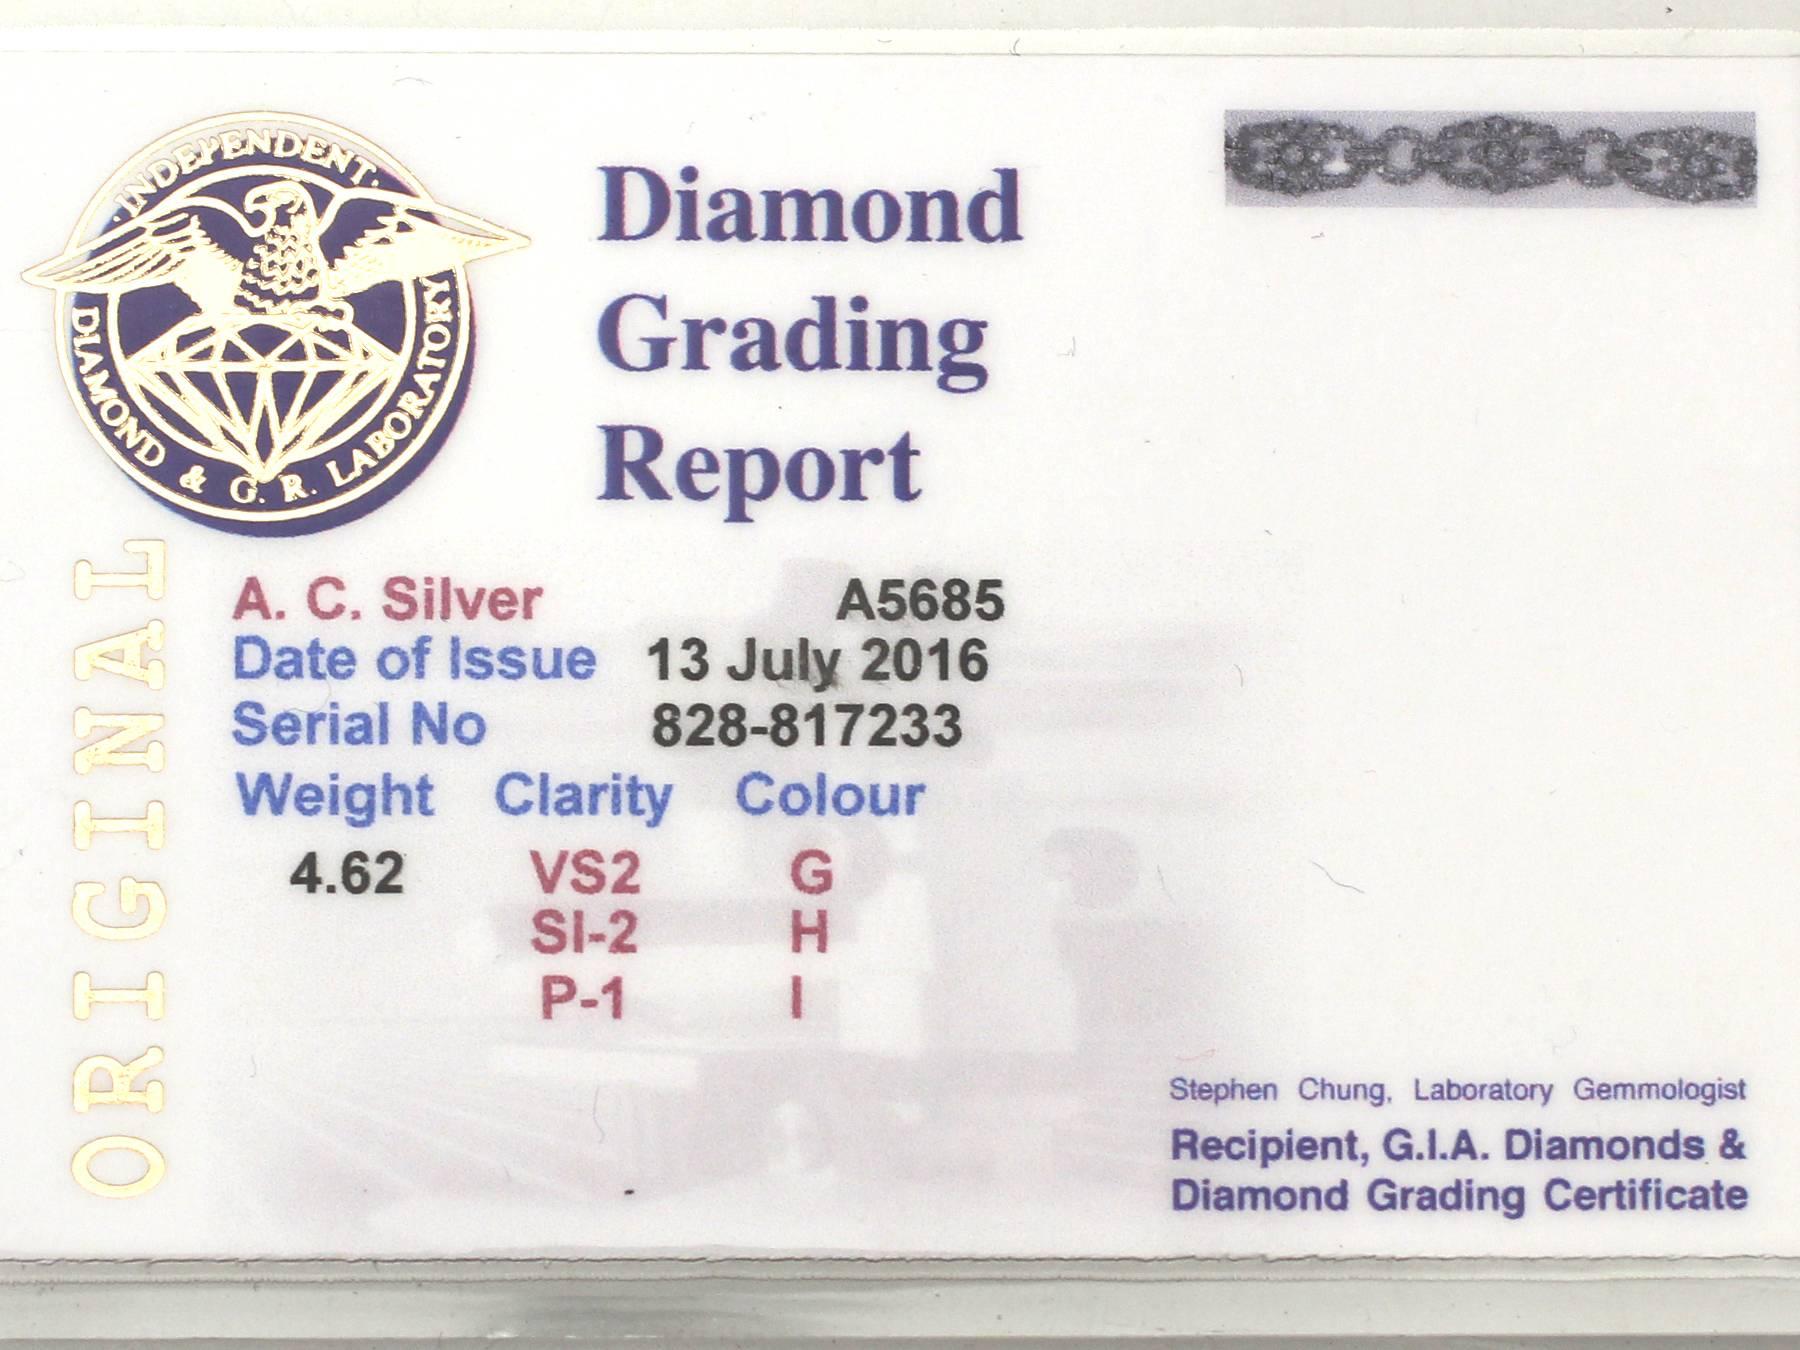 · INDEPENDENT ·
DIAMOND & G. R. LABORATORY
ORIGINAL
Diamond
Grading
Report
A. C. Silver A5685
Date of Issue 13 July 2016
Serial No 828-817233
Weight Clarity Colour
4.62 VS2 G
SI-2 H
P-1 I
Stephen Chung, Laboratory Gemmologist
Recipient, G.I.A. Diamonds &
Diamond Grading Certificate